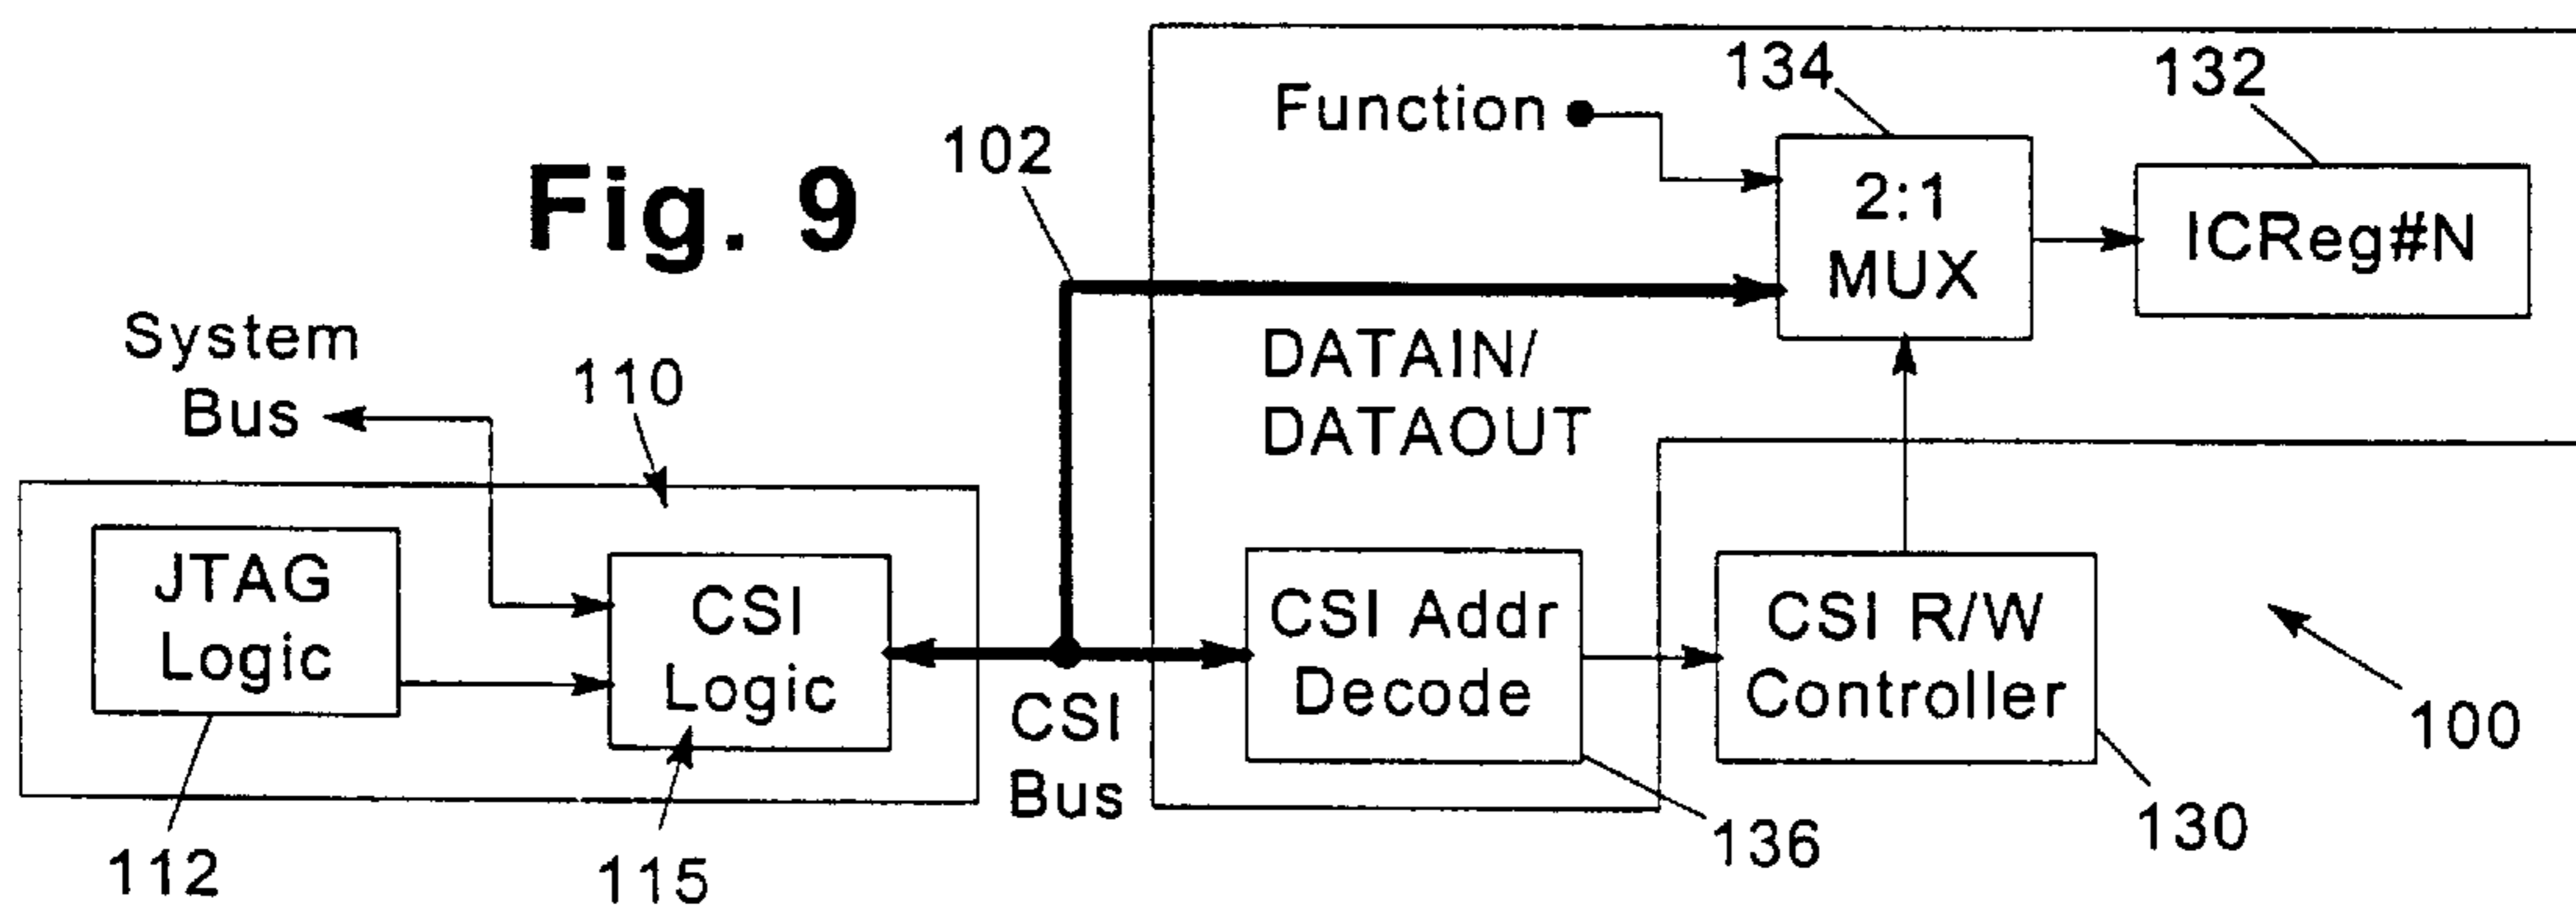 Fig. 9
134
132
Function
102
2:1
MUX
ICReg#N
System
Bus
110
DATAIN/
DATAOUT
JTAG
Logic
CSI
Logic
CSI
Bus
CSI Addr
Decode
CSI R/W
Controller
100
112
115
136
130